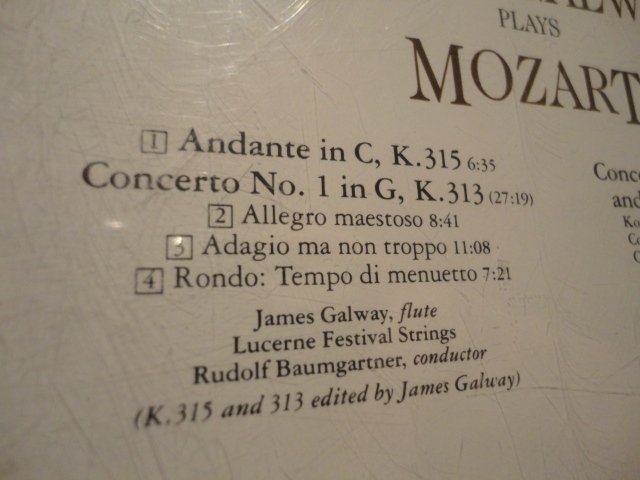 PLAYS
MOZART
1 Andante in C, K.315 6:35
Concerto No. 1 in G, K.313 (27:19)
2 Allegro maestoso 8:41
3 Adagio ma non troppo 11:08
4 Rondo: Tempo di menuetto 7:21
James Galway, flute
Lucerne Festival Strings
Rudolf Baumgartner, conductor
(K.315 and 313 edited by James Galway)
and